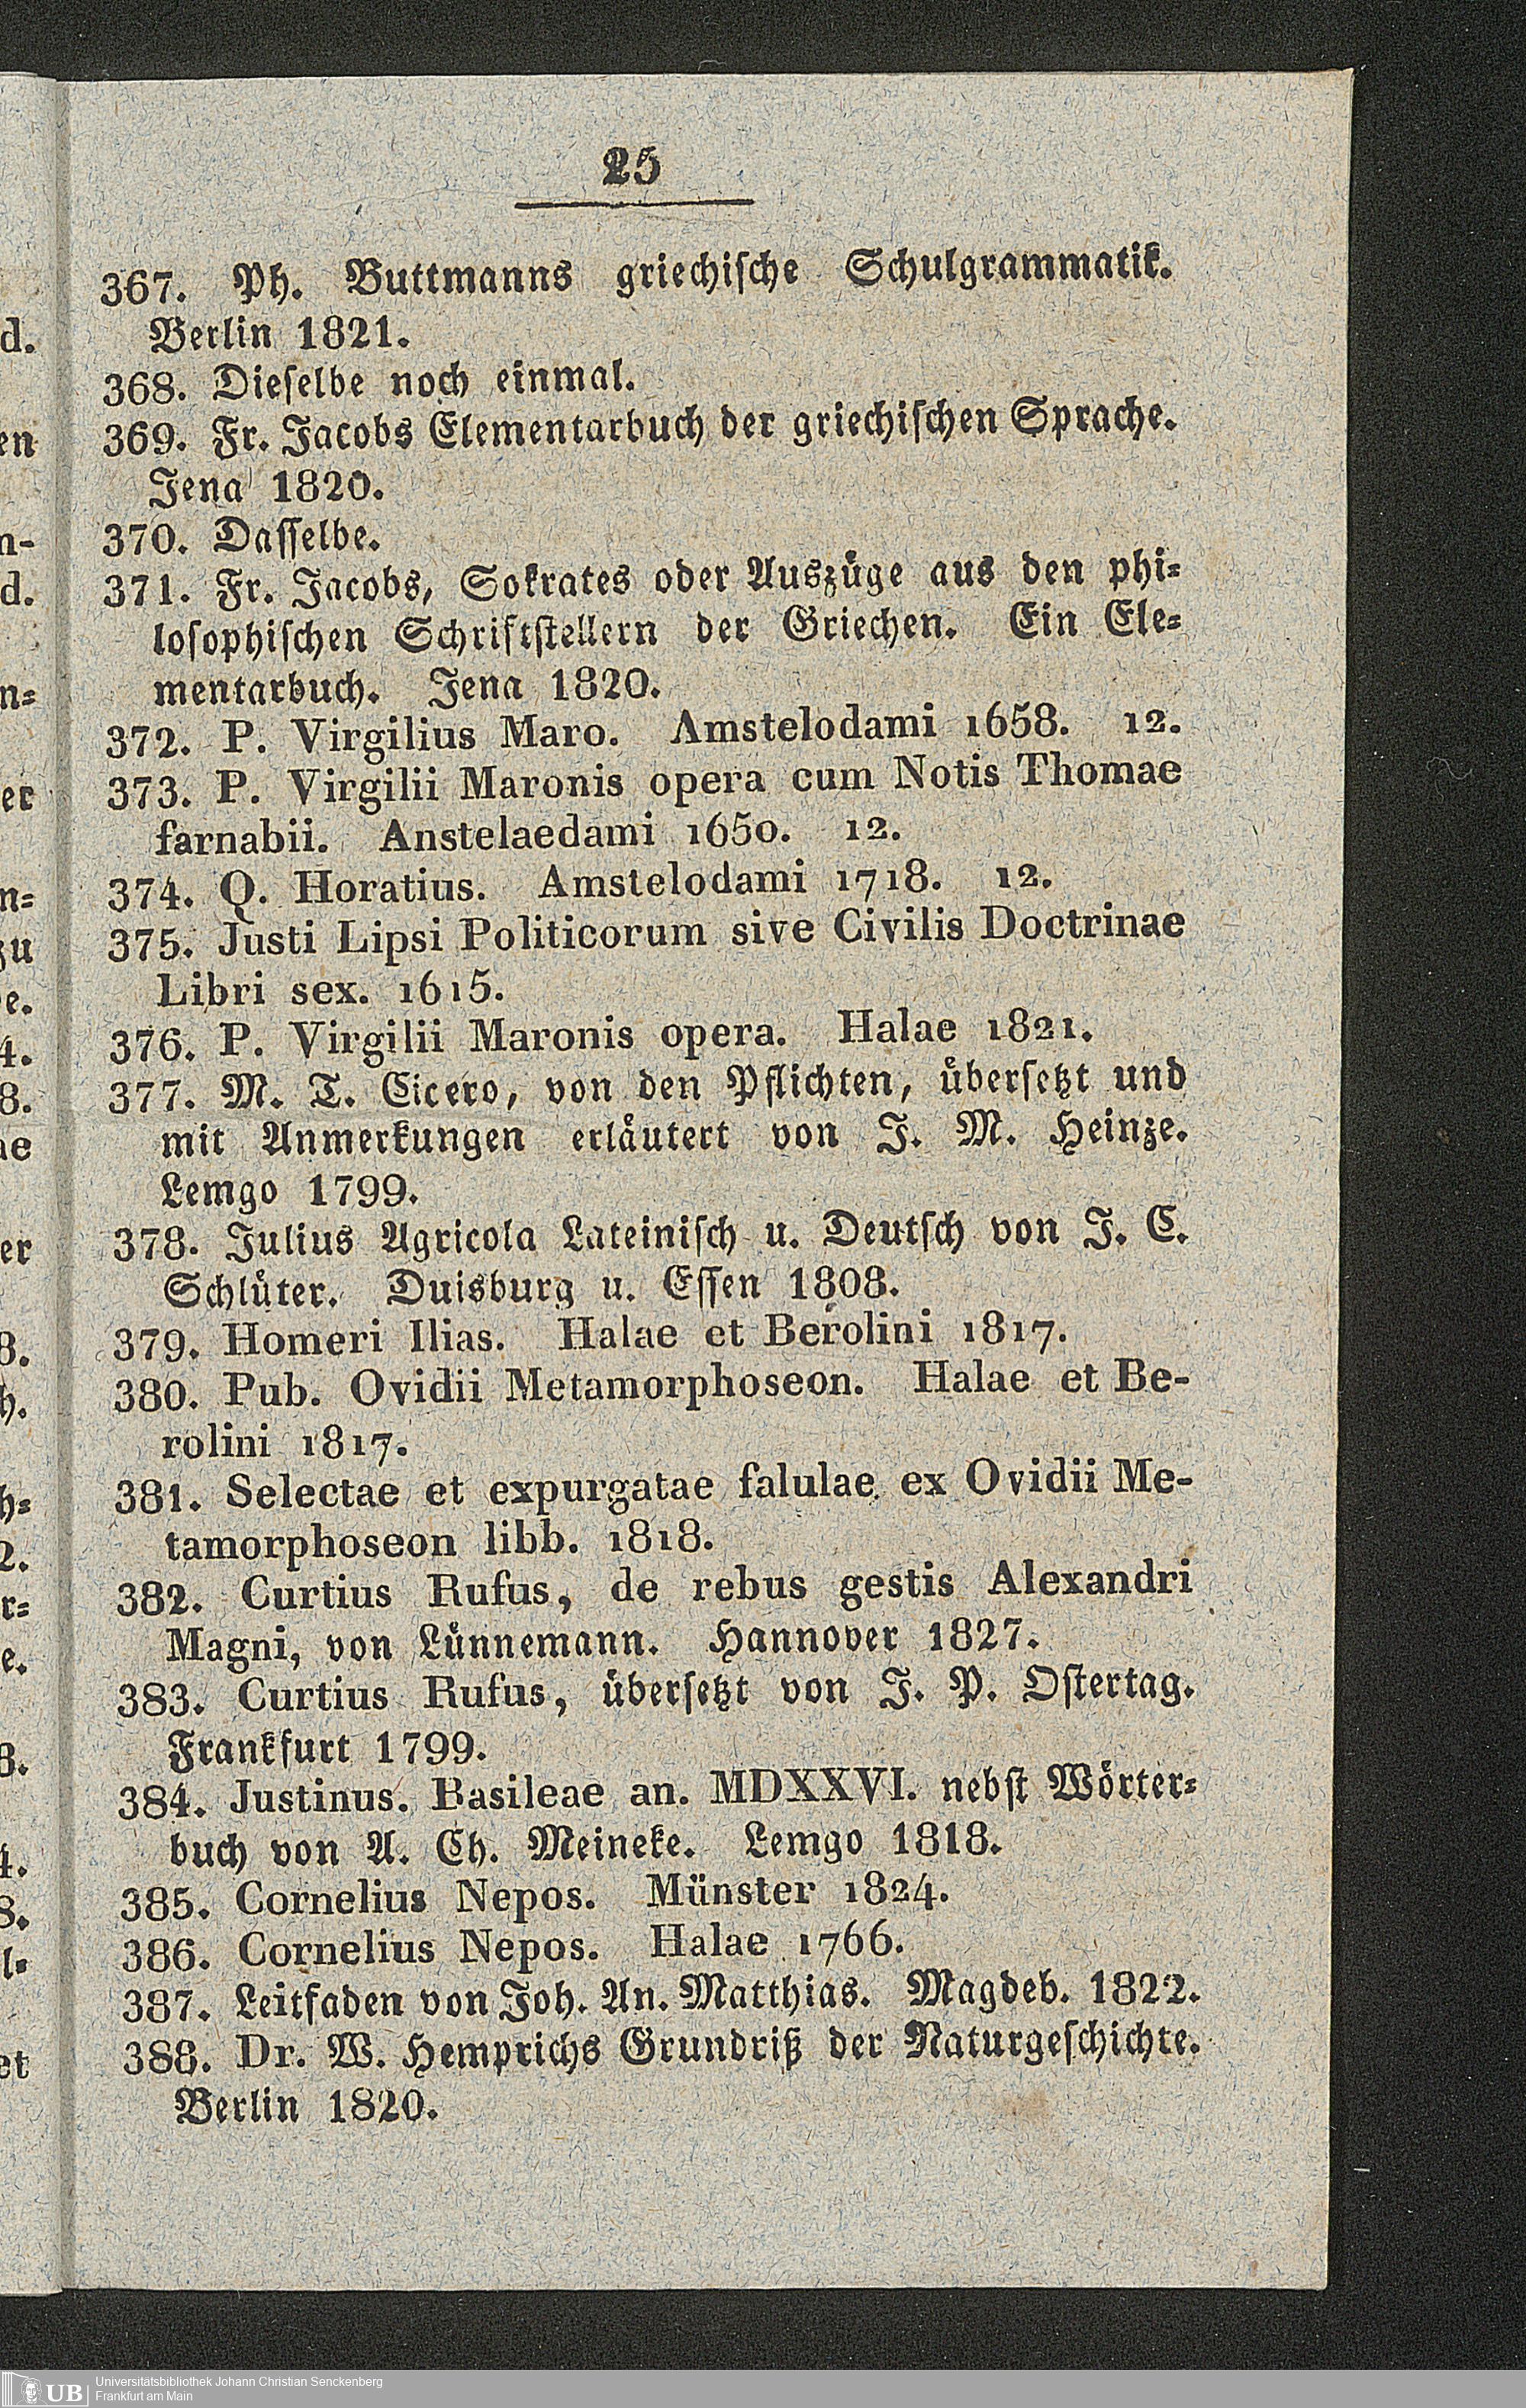 25
367. Ph. Buttmanns griechische Schulgrammatik.
Berlin 1821.
368. Dieselbe noch einmal.
369. Fr. Jacobs Elementarbuch der griechischen Sprache.
Jena 1820.
370. Dasselbe.
371. Fr. Jacobs, Sokrates oder Auszüge aus den phi-
losophischen Schriftstellern der Griechen. Ein Ele-
mentarbuch. Jena 1820.
372. P. Virgilius Maro. Amstelodami 1658. 12.
373. P. Virgilii Maronis opera cum Notis Thomae
farnabii. Anstelaedami 1650. 12.
374. Q. Horatius. Amstelodami 1718. 12.
375. Justi Lipsi Politicorum sive Civilis Doctrinae
Libri sex. 1615.
376. P. Virgilii Maronis opera. Halae 1821.
377. M. T. Cicero, von den Pflichten, übersetzt und
mit Anmerkungen erläutert von J. M. Heinze.
Lemgo 1799.
378. Julius Agricola Lateinisch u. Deutsch von J. C.
Schlüter. Duisburg u. Essen 1808.
379. Homeri Ilias. Halae et Berolini 1817.
380. Pub. Ovidii Metamorphoseon. Halae et Be-
rolini 1817.
381. Selectae et expurgatae falulae ex Ovidii Me-
tamorphoseon libb. 1818.
382. Curtius Rufus, de rebus gestis Alexandri
Magni, von Lünnemann. Hannover 1827.
383. Curtius Rufus, übersetzt von J. P. Ostertag.
Frankfurt 1799.
384. Justinus. Basileae an. MDXXVI. nebst Wörter-
buch von A. Ch. Meineke. Lemgo 1818.
385. Cornelius Nepos. Münster 1824.
386. Cornelius Nepos. Halae 1766.
387. Leitfaden von Joh. An. Matthias. Magdeb. 1822.
388. Dr. W. Hemprichs Grundriß der Naturgeschichte.
Berlin 1820.
UB Universitätsbibliothek Johann Christian Senckenberg
Frankfurt am Main